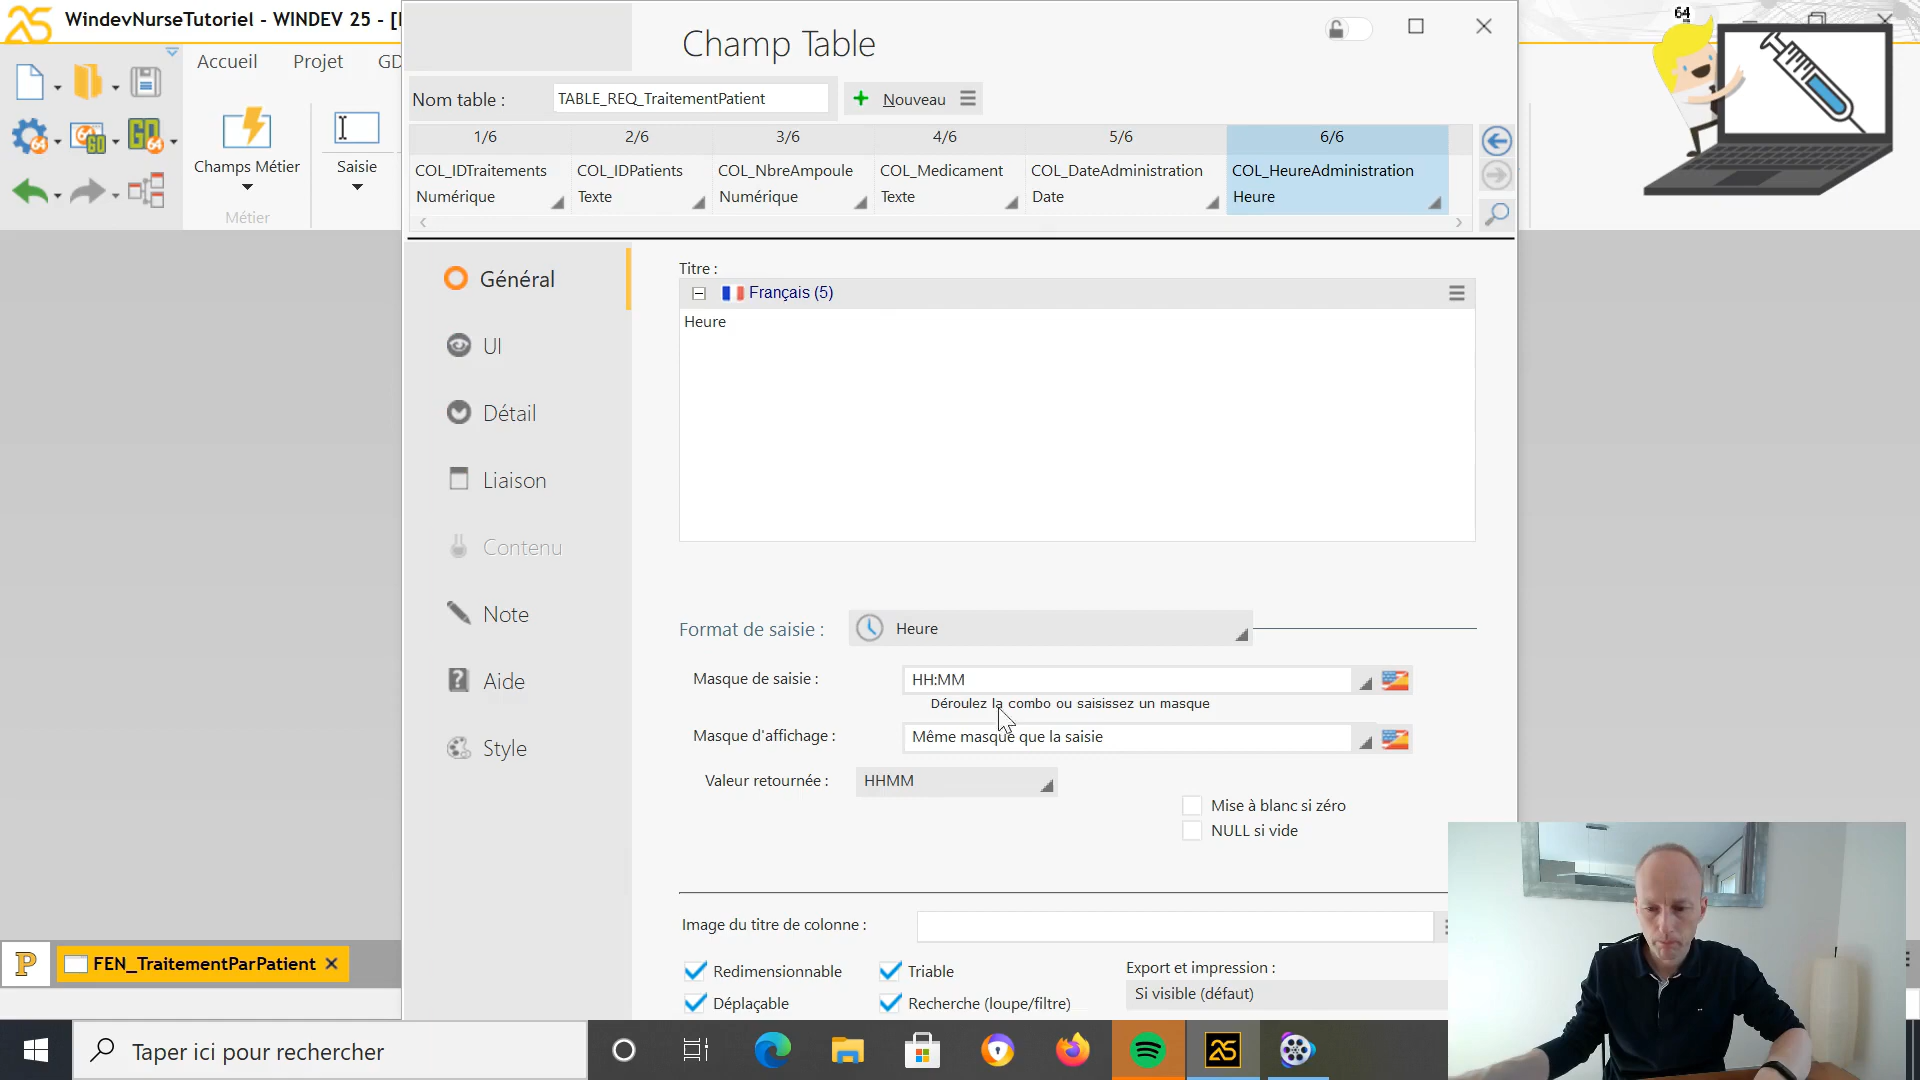 WindevNurseTutoriel - WINDEV 25 - [
64
Champ Table
Accueil Projet GD
Nom table : TABLE_REQ_TraitementPatient Nouveau
1/6 2/6 3/6 4/6 5/6 6/6
COL_IDTraitements COL_IDPatients COL_NbreAmpoule COL_Medicament COL_DateAdministration COL_HeureAdministration
Numérique Texte Numérique Texte Date Heure
Champs Métier Saisie
Métier
Général
UI
Détail
Liaison
Contenu
Note
Aide
Style
Titre :
Français (5)
Heure
Format de saisie : Heure
Masque de saisie : HH:MM
Déroulez la combo ou saisissez un masque
Masque d'affichage : Même masque que la saisie
Valeur retournée : HHMM
Mise à blanc si zéro
NULL si vide
Image du titre de colonne :
Redimensionnable Triable Export et impression :
Déplaçable Recherche (loupe/filtre) Si visible (défaut)
P FEN_TraitementParPatient
Taper ici pour rechercher